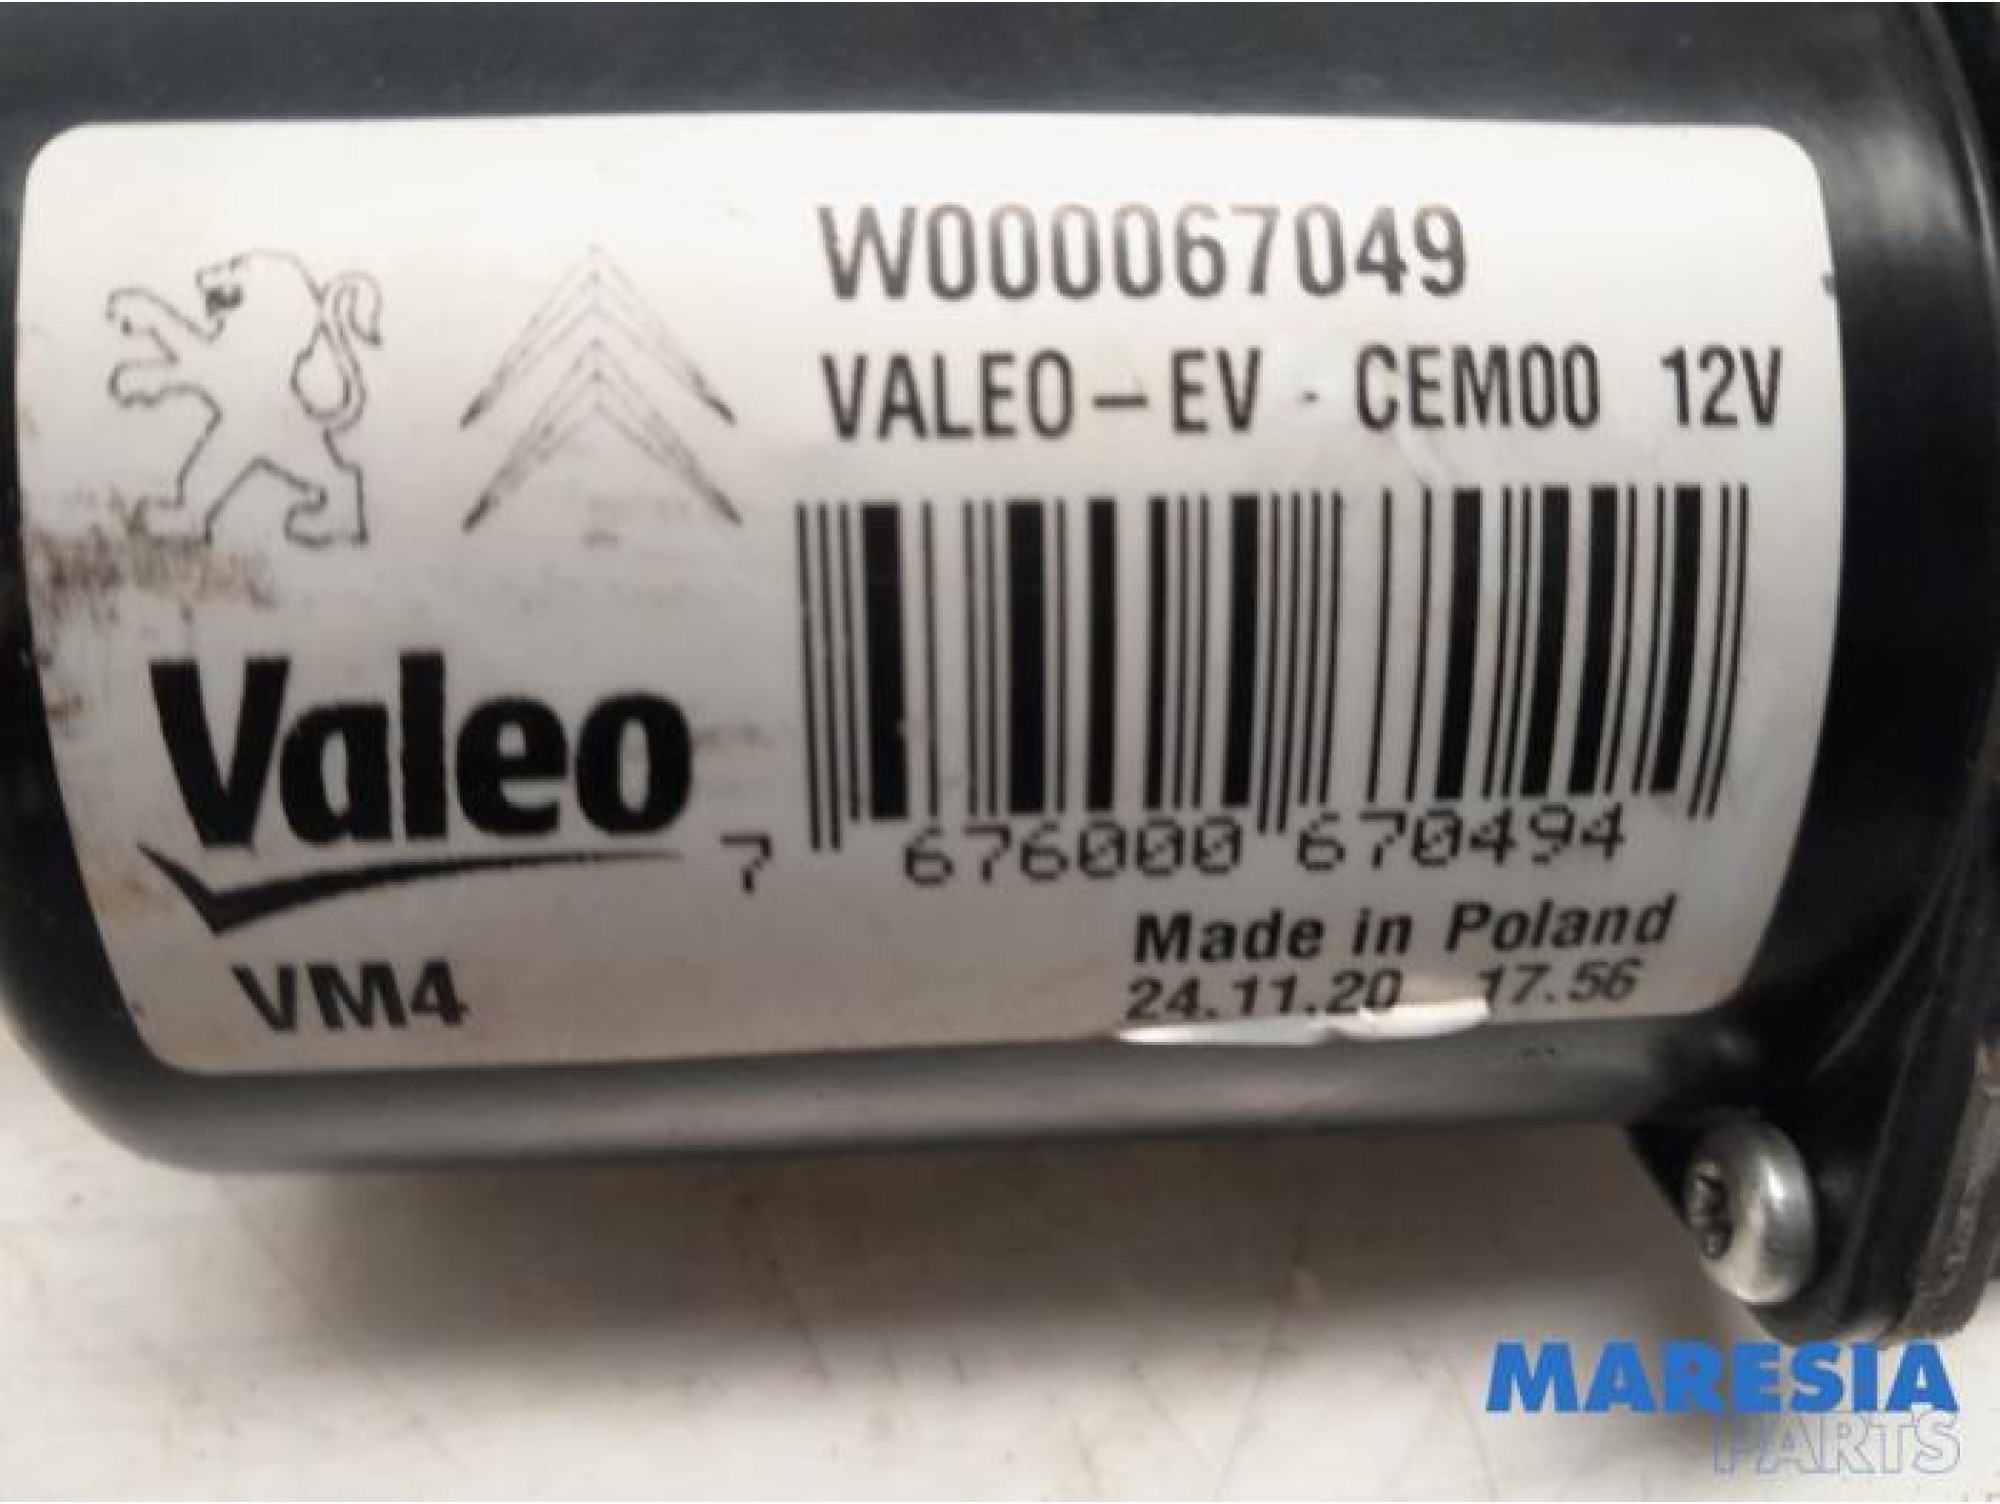 W000067049
VALEO-EV - CEM00 12V
Valeo
7 676000 670494
Made in Poland
24.11.20 17.56
VM4
MARESIA
PARTS